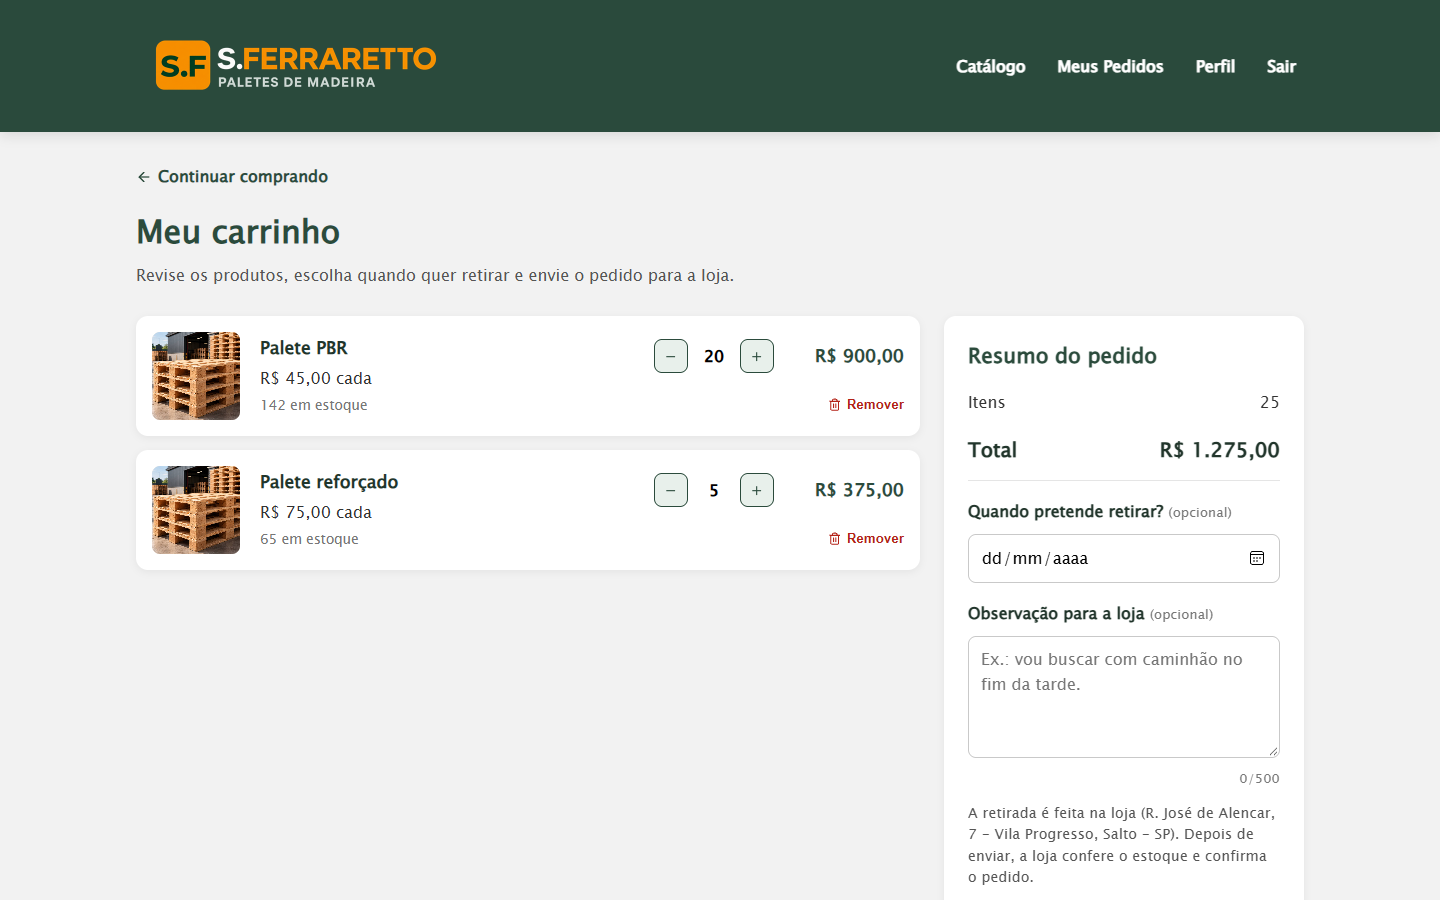 S.F S.FERRARETTO
PALETES DE MADEIRA
Catálogo Meus Pedidos Perfil Sair
← Continuar comprando
Meu carrinho
Revise os produtos, escolha quando quer retirar e envie o pedido para a loja.
Palete PBR
R$ 45,00 cada
142 em estoque
− 20 +
R$ 900,00
Remover
Palete reforçado
R$ 75,00 cada
65 em estoque
− 5 +
R$ 375,00
Remover
Resumo do pedido
Itens 25
Total R$ 1.275,00
Quando pretende retirar? (opcional)
dd/mm/aaaa
Observação para a loja (opcional)
Ex.: vou buscar com caminhão no
fim da tarde.
0/500
A retirada é feita na loja (R. José de Alencar,
7 – Vila Progresso, Salto – SP). Depois de
enviar, a loja confere o estoque e confirma
o pedido.